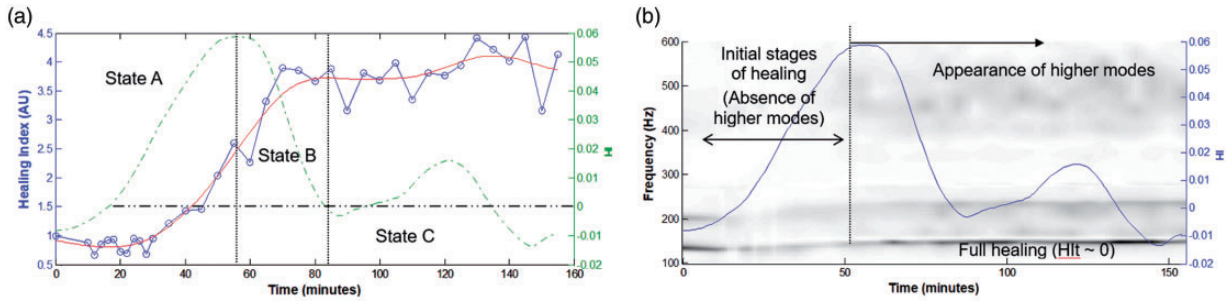 (a)
4.5
4
3.5
3
2.5
2
1.5
1
0.5
Healing Index (AU)
State A
State B
State C
0.06
0.05
0.04
0.03
0.02
0.01
0
-0.01
-0.02
HI
0 20 40 60 80 100 120 140 160
Time (minutes)
(b)
600
500
400
300
200
100
Frequency (Hz)
Initial stages
of healing
(Absence of
higher modes)
Appearance of higher modes
Full healing (HIt ~ 0)
0.06
0.05
0.04
0.03
0.02
0.01
0
-0.01
-0.02
HI
0 50 100 150
Time (minutes)